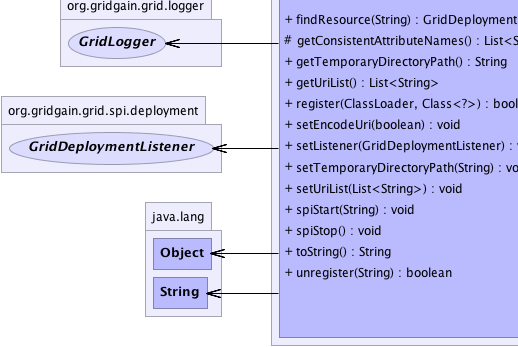 org.gridgain.grid.logger
GridLogger
org.gridgain.grid.spi.deployment
GridDeploymentListener
java.lang
Object
String
+ findResource(String) : GridDeployment
# getConsistentAttributeNames() : List<S
+ getTemporaryDirectoryPath() : String
+ getUriList() : List<String>
+ register(ClassLoader, Class<?>) : bool
+ setEncodeUri(boolean) : void
+ setListener(GridDeploymentListener) : v
+ setTemporaryDirectoryPath(String) : vo
+ setUriList(List<String>) : void
+ spiStart(String) : void
+ spiStop() : void
+ toString() : String
+ unregister(String) : boolean